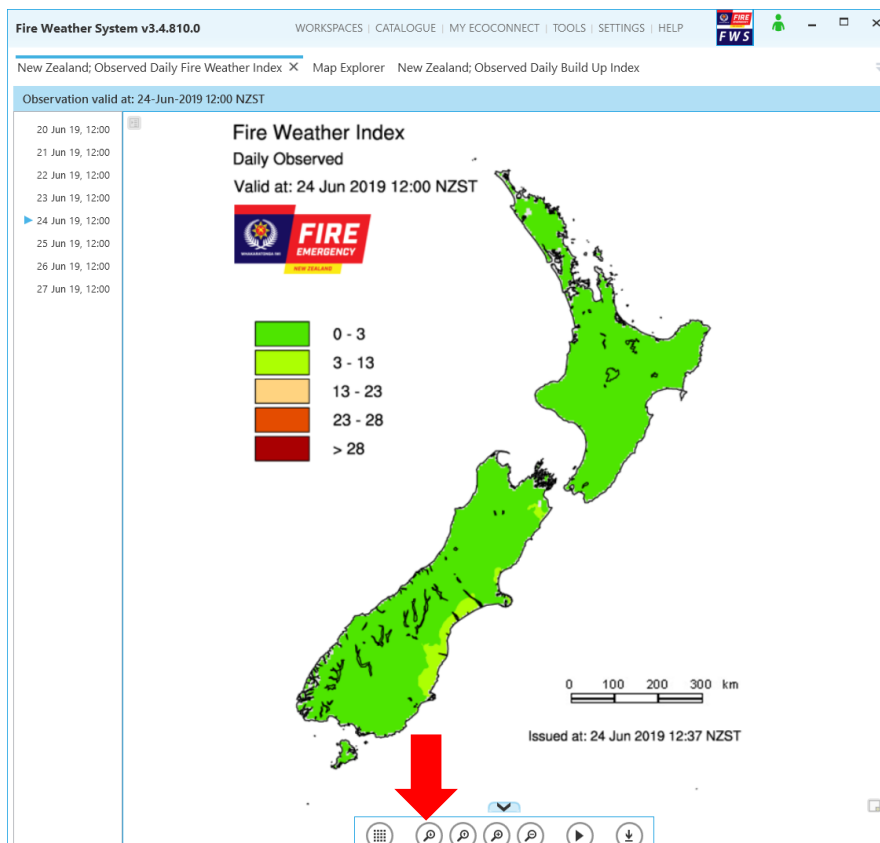 Fire Weather System v3.4.810.0
WORKSPACES | CATALOGUE | MY ECOCONNECT | TOOLS | SETTINGS | HELP
FIRE
FWS
New Zealand; Observed Daily Fire Weather Index ✕ Map Explorer New Zealand; Observed Daily Build Up Index
Observation valid at: 24-Jun-2019 12:00 NZST
20 Jun 19, 12:00
21 Jun 19, 12:00
22 Jun 19, 12:00
23 Jun 19, 12:00
24 Jun 19, 12:00
25 Jun 19, 12:00
26 Jun 19, 12:00
27 Jun 19, 12:00
Fire Weather Index
Daily Observed
Valid at: 24 Jun 2019 12:00 NZST
FIRE
EMERGENCY
NEW ZEALAND
0 - 3
3 - 13
13 - 23
23 - 28
> 28
0 100 200 300 km
Issued at: 24 Jun 2019 12:37 NZST